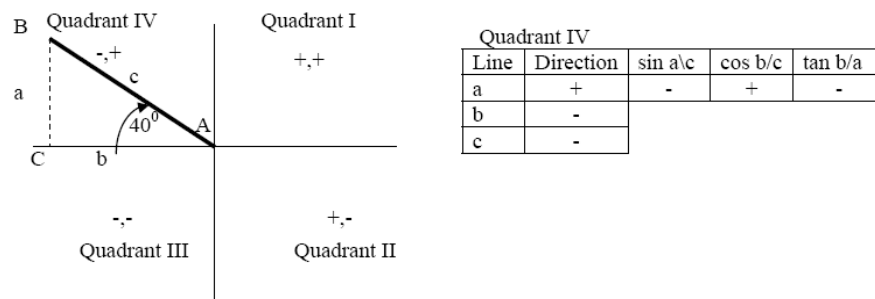 B Quadrant IV Quadrant I
-,+ +,+
c
a
40⁰ A
C b
-,- +,-
Quadrant III Quadrant II
Quadrant IV
Line Direction sin a\c cos b/c tan b/a
a + - + -
b -
c -